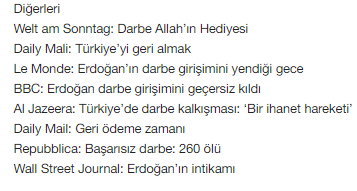 Diğerleri
Welt am Sonntag: Darbe Allah’ın Hediyesi
Daily Mali: Türkiye’yi geri almak
Le Monde: Erdoğan’ın darbe girişimini yendiği gece
BBC: Erdoğan darbe girişimini geçersiz kıldı
Al Jazeera: Türkiye’de darbe kalkışması: ‘Bir ihanet hareketi’
Daily Mail: Geri ödeme zamanı
Repubblica: Başarısız darbe: 260 ölü
Wall Street Journal: Erdoğan’ın intikamı